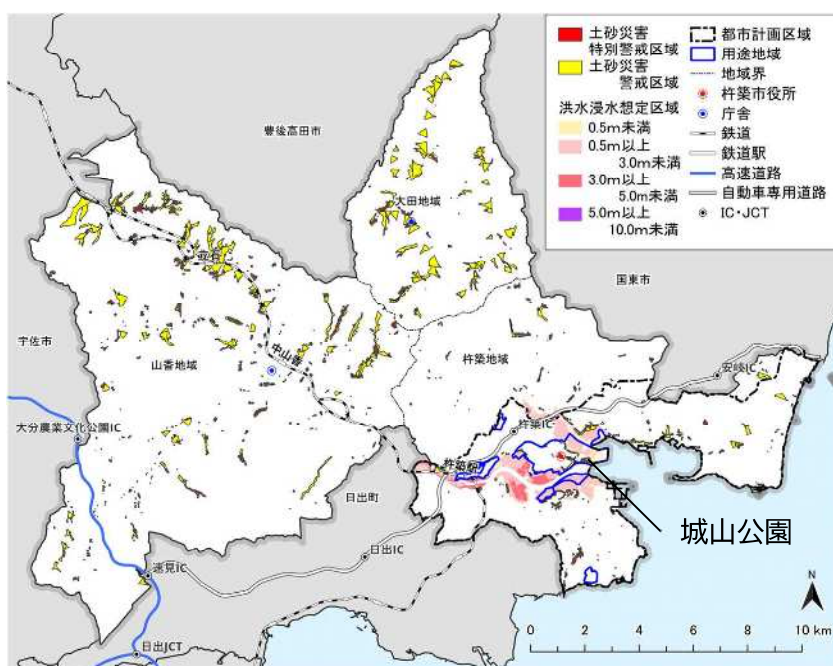 土砂災害
特別警戒区域
土砂災害
警戒区域
洪水浸水想定区域
0.5m未満
0.5m以上
3.0m未満
3.0m以上
5.0m未満
5.0m以上
10.0m未満
都市計画区域
用途地域
地域界
杵築市役所
庁舎
鉄道
鉄道駅
高速道路
自動車専用道路
IC・JCT
豊後高田市
大田地域
国東市
立石
宇佐市
中山香
山香地域
杵築地域
安岐IC
大分農業文化公園IC
杵築IC
杵築駅
日出町
城山公園
日出IC
速見IC
日出JCT
N
0 2 4 6 8 10 km